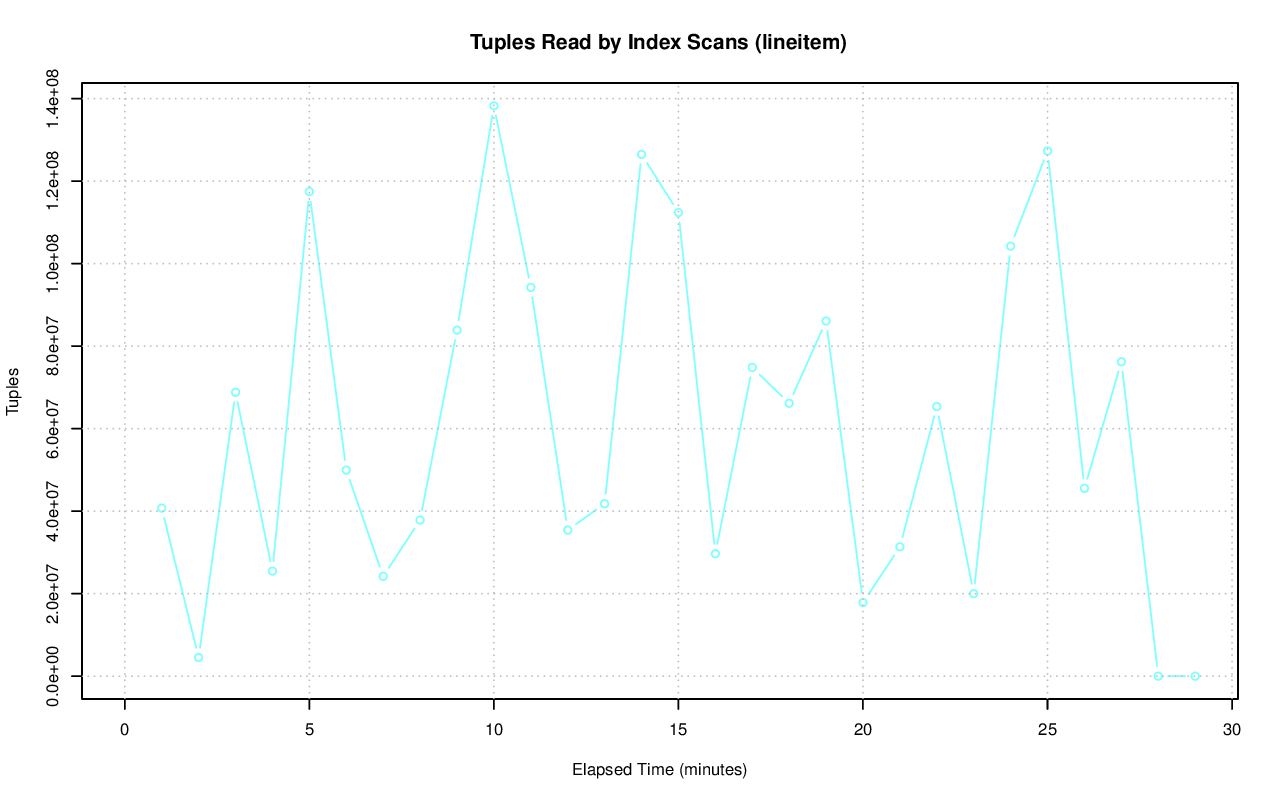 Tuples Read by Index Scans (lineitem)
Tuples
1.4e+08
1.2e+08
1.0e+08
8.0e+07
6.0e+07
4.0e+07
2.0e+07
0.0e+00
0 5 10 15 20 25 30
Elapsed Time (minutes)